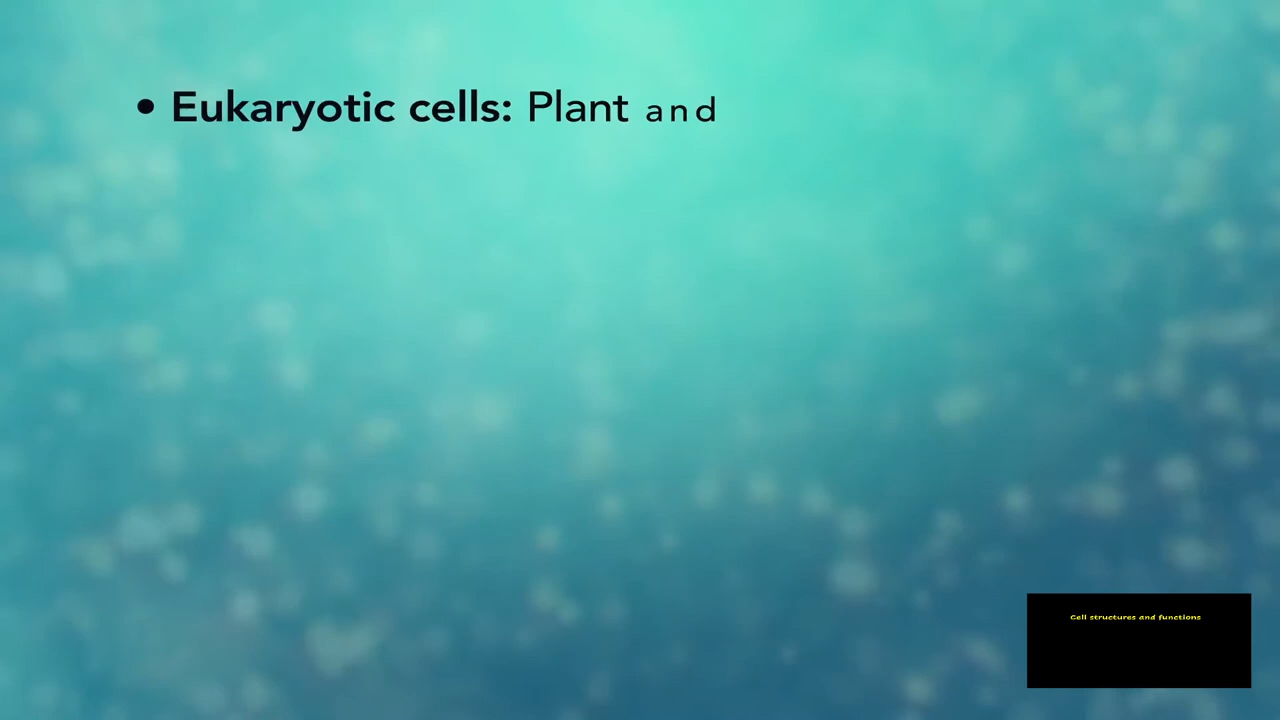 • Eukaryotic cells: Plant and
Cell structures and functions